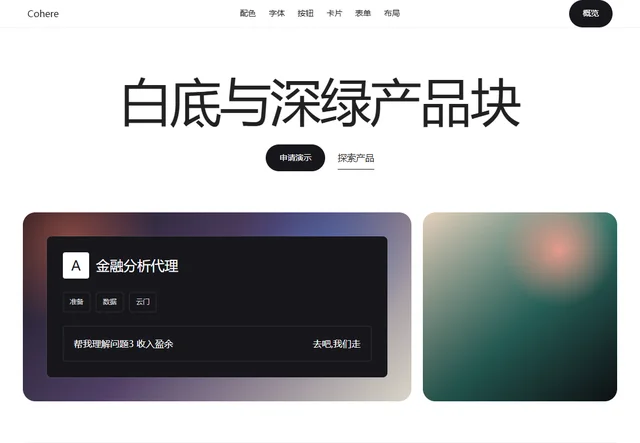 Cohere
配色 字体 按钮 卡片 表单 布局
概览
白底与深绿产品块
申请演示 探索产品
A 金融分析代理
准备 数据 云门
帮我理解问题3 收入盈余 去吧,我们走